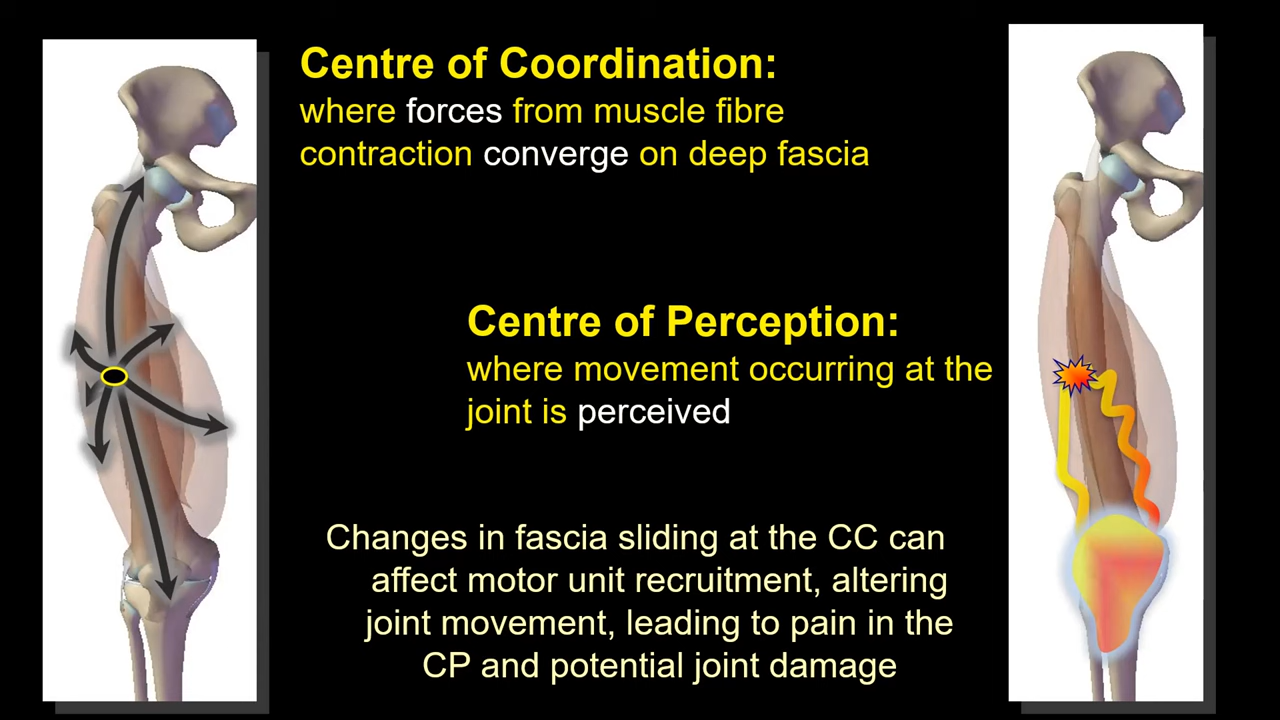 Centre of Coordination:
where forces from muscle fibre
contraction converge on deep fascia
Centre of Perception:
where movement occurring at the
joint is perceived
Changes in fascia sliding at the CC can
affect motor unit recruitment, altering
joint movement, leading to pain in the
CP and potential joint damage